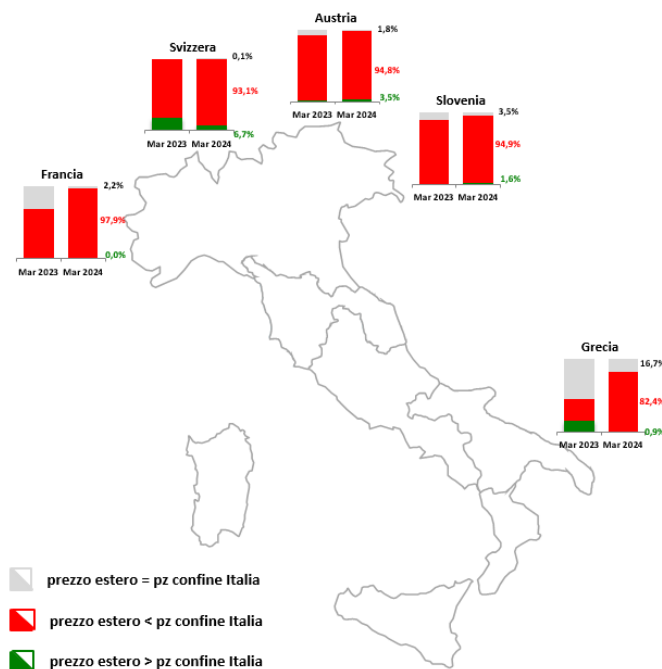 Austria
1,8%
94,8%
3,5%
Svizzera
0,1%
93,1%
6,7%
Mar 2023 Mar 2024
Mar 2023 Mar 2024
Slovenia
3,5%
94,9%
1,6%
Mar 2023 Mar 2024
Francia
2,2%
97,9%
0,0%
Mar 2023 Mar 2024
Grecia
16,7%
82,4%
0,9%
Mar 2023 Mar 2024
prezzo estero = pz confine Italia
prezzo estero < pz confine Italia
prezzo estero > pz confine Italia